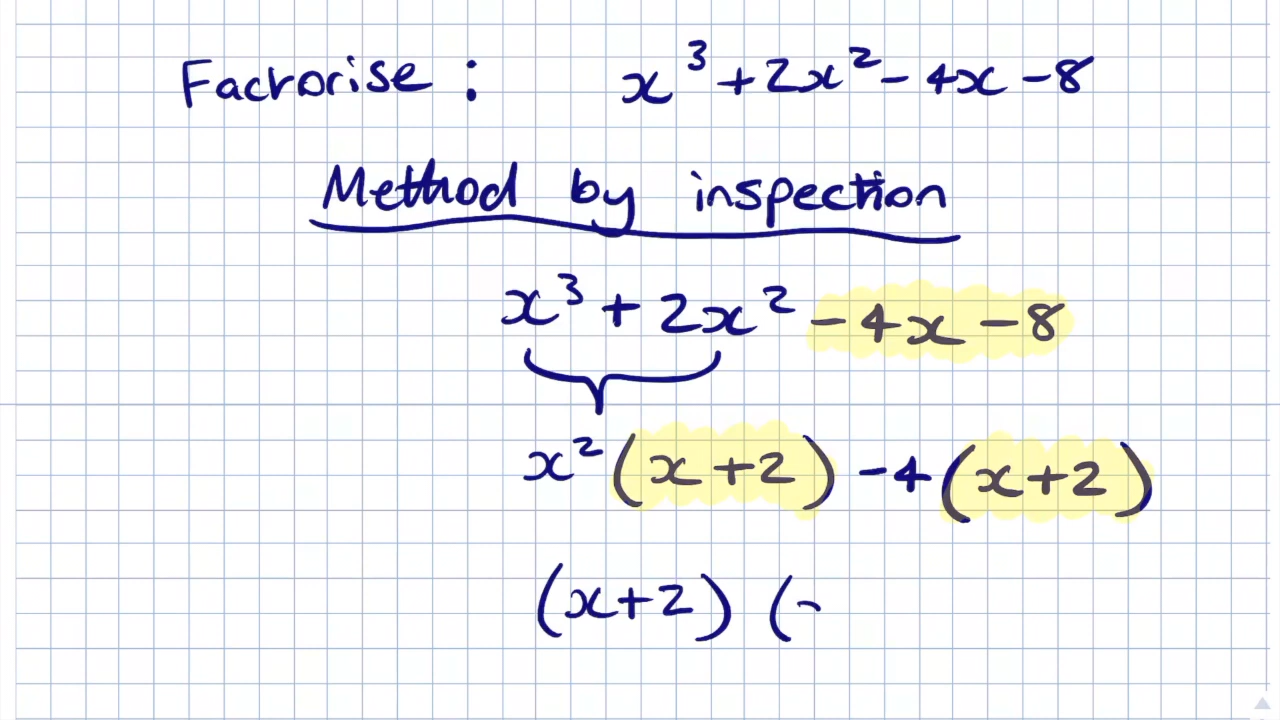 Factorise : x³ + 2x² - 4x - 8
Method by inspection
x³ + 2x² - 4x - 8
x² (x + 2) - 4 (x + 2)
(x + 2) (